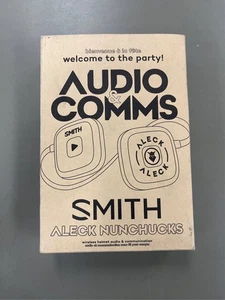 bienvenue à la fête
welcome to the party!
AUDIO
&
COMMS
SMITH
ALECK
ALECK
SMITH
ALECK NUNCHUCKS
wireless helmet audio & communication